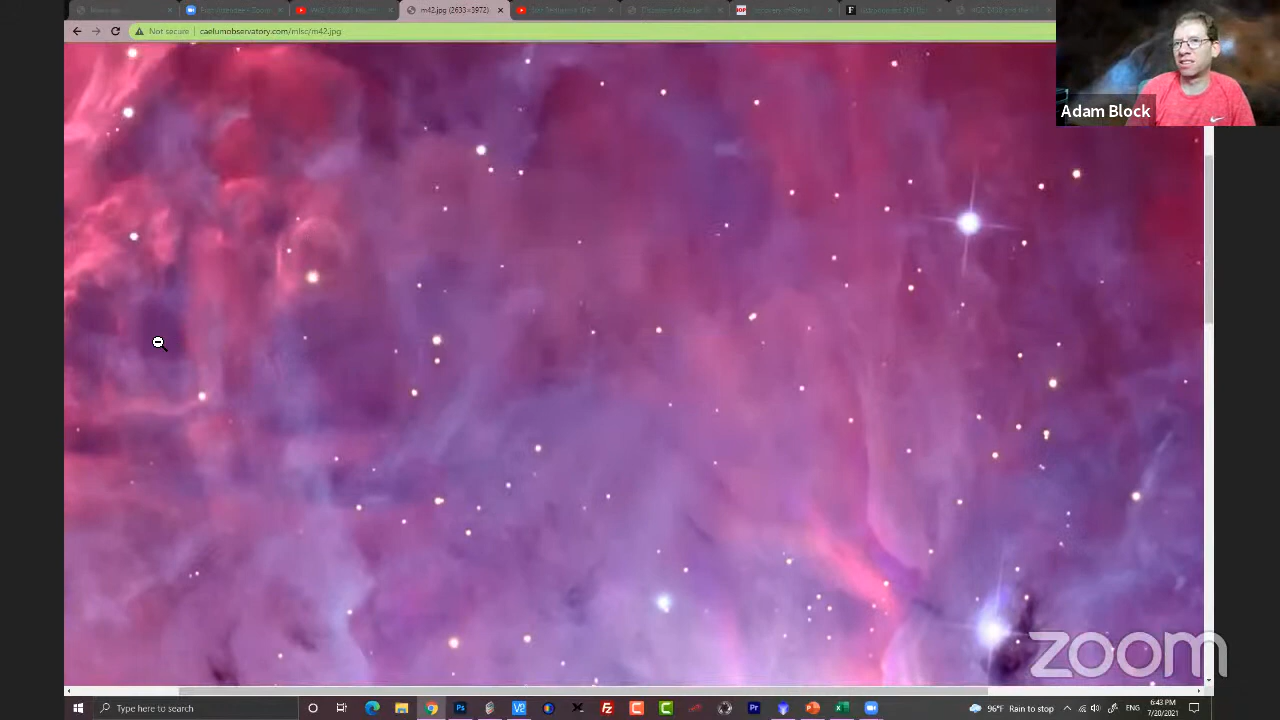 m42.jpg (2633×3972)
Not secure
caelumobservatory.com/mlsc/m42.jpg
Adam Block
zoom
Type here to search
96°F Rain to stop
ENG
6:43 PM
7/20/2021